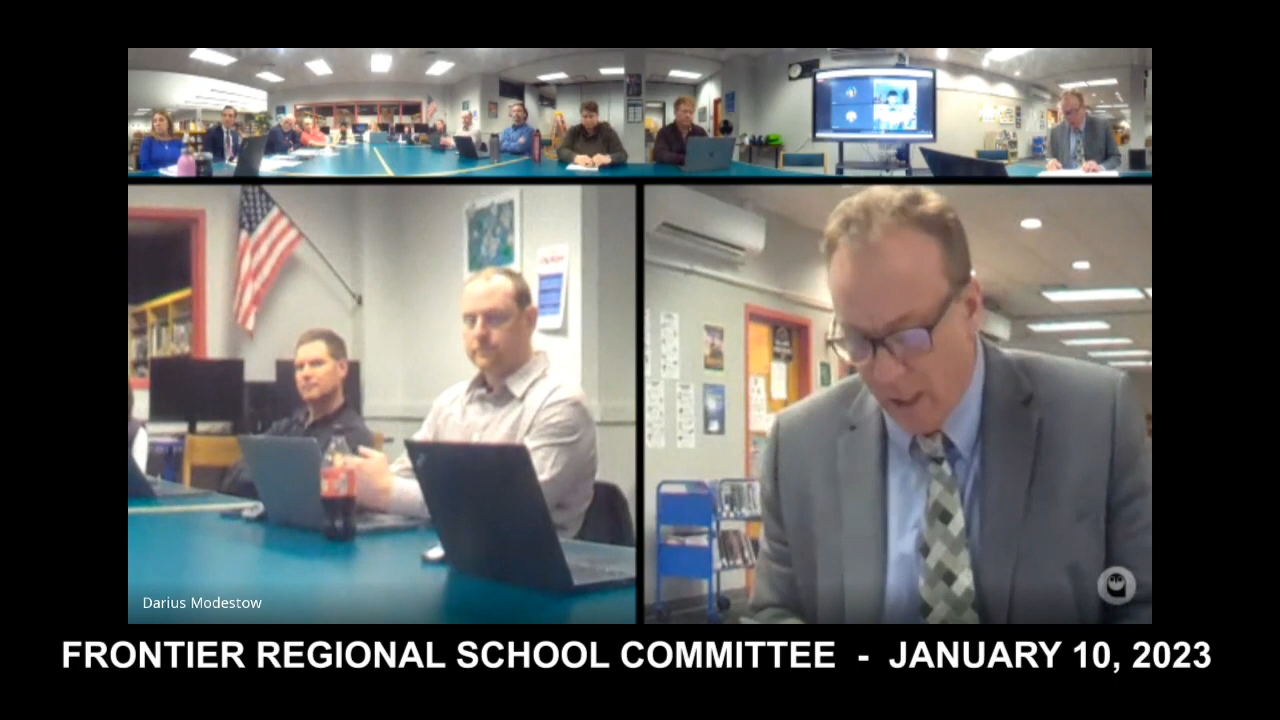 Darius Modestow
FRONTIER REGIONAL SCHOOL COMMITTEE - JANUARY 10, 2023